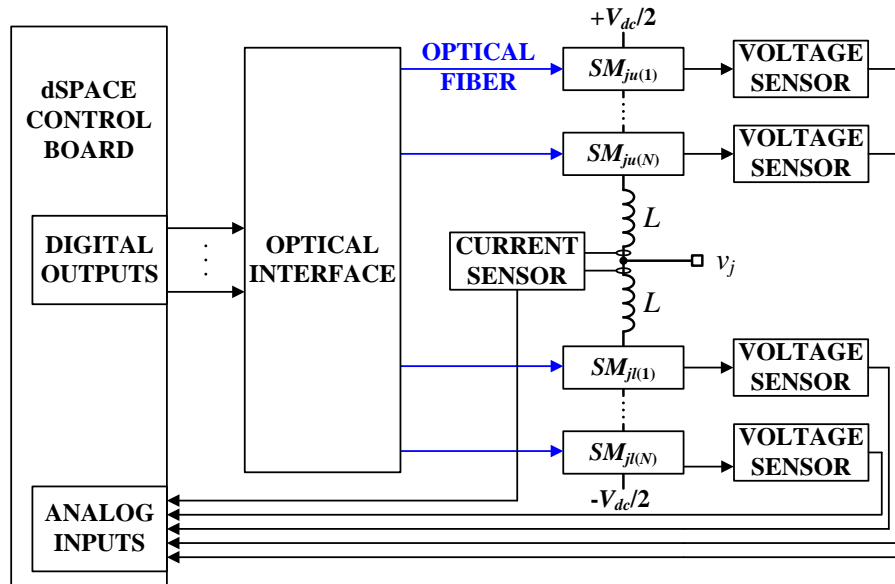 +Vdc/2
OPTICAL
FIBER
SMju(1)
VOLTAGE
SENSOR
dSPACE
CONTROL
BOARD
SMju(N)
VOLTAGE
SENSOR
L
DIGITAL
OUTPUTS
OPTICAL
INTERFACE
CURRENT
SENSOR
vj
L
SMjl(1)
VOLTAGE
SENSOR
SMjl(N)
VOLTAGE
SENSOR
-Vdc/2
ANALOG
INPUTS